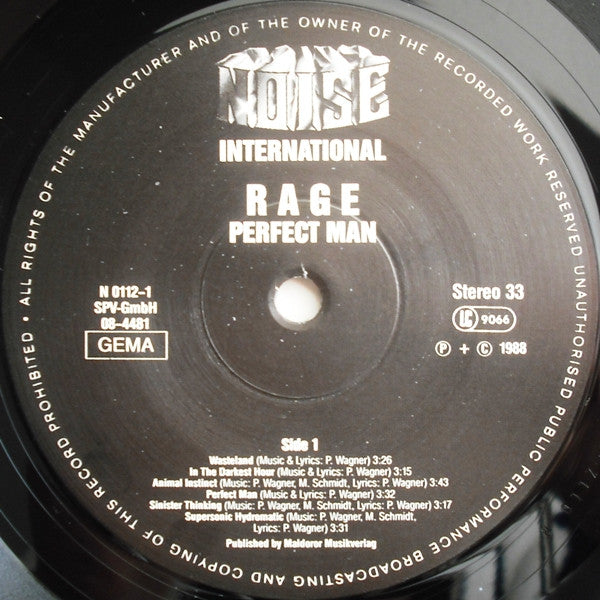 • ALL RIGHTS OF THE MANUFACTURER AND OF THE OWNER OF THE RECORDED WORK RESERVED UNAUTHORISED PUBLIC PERFORMANCE BROADCASTING AND COPYING OF THIS RECORD PROHIBITED
NOISE
INTERNATIONAL
RAGE
PERFECT MAN
N 0112-1
SPV-GmbH
08-4481
GEMA
Stereo 33
LC 9066
℗ + © 1988
Side 1
Wasteland (Music & Lyrics: P. Wagner) 3:26
In The Darkest Hour (Music & Lyrics: P. Wagner) 3:15
Animal Instinct (Music: P. Wagner, M. Schmidt, Lyrics: P. Wagner) 3:43
Perfect Man (Music & Lyrics: P. Wagner) 3:32
Sinister Thinking (Music: P. Wagner, M. Schmidt, Lyrics: P. Wagner) 3:17
Supersonic Hydromatic (Music: P. Wagner, M. Schmidt,
Lyrics: P. Wagner) 3:31
Published by Maldoror Musikverlag